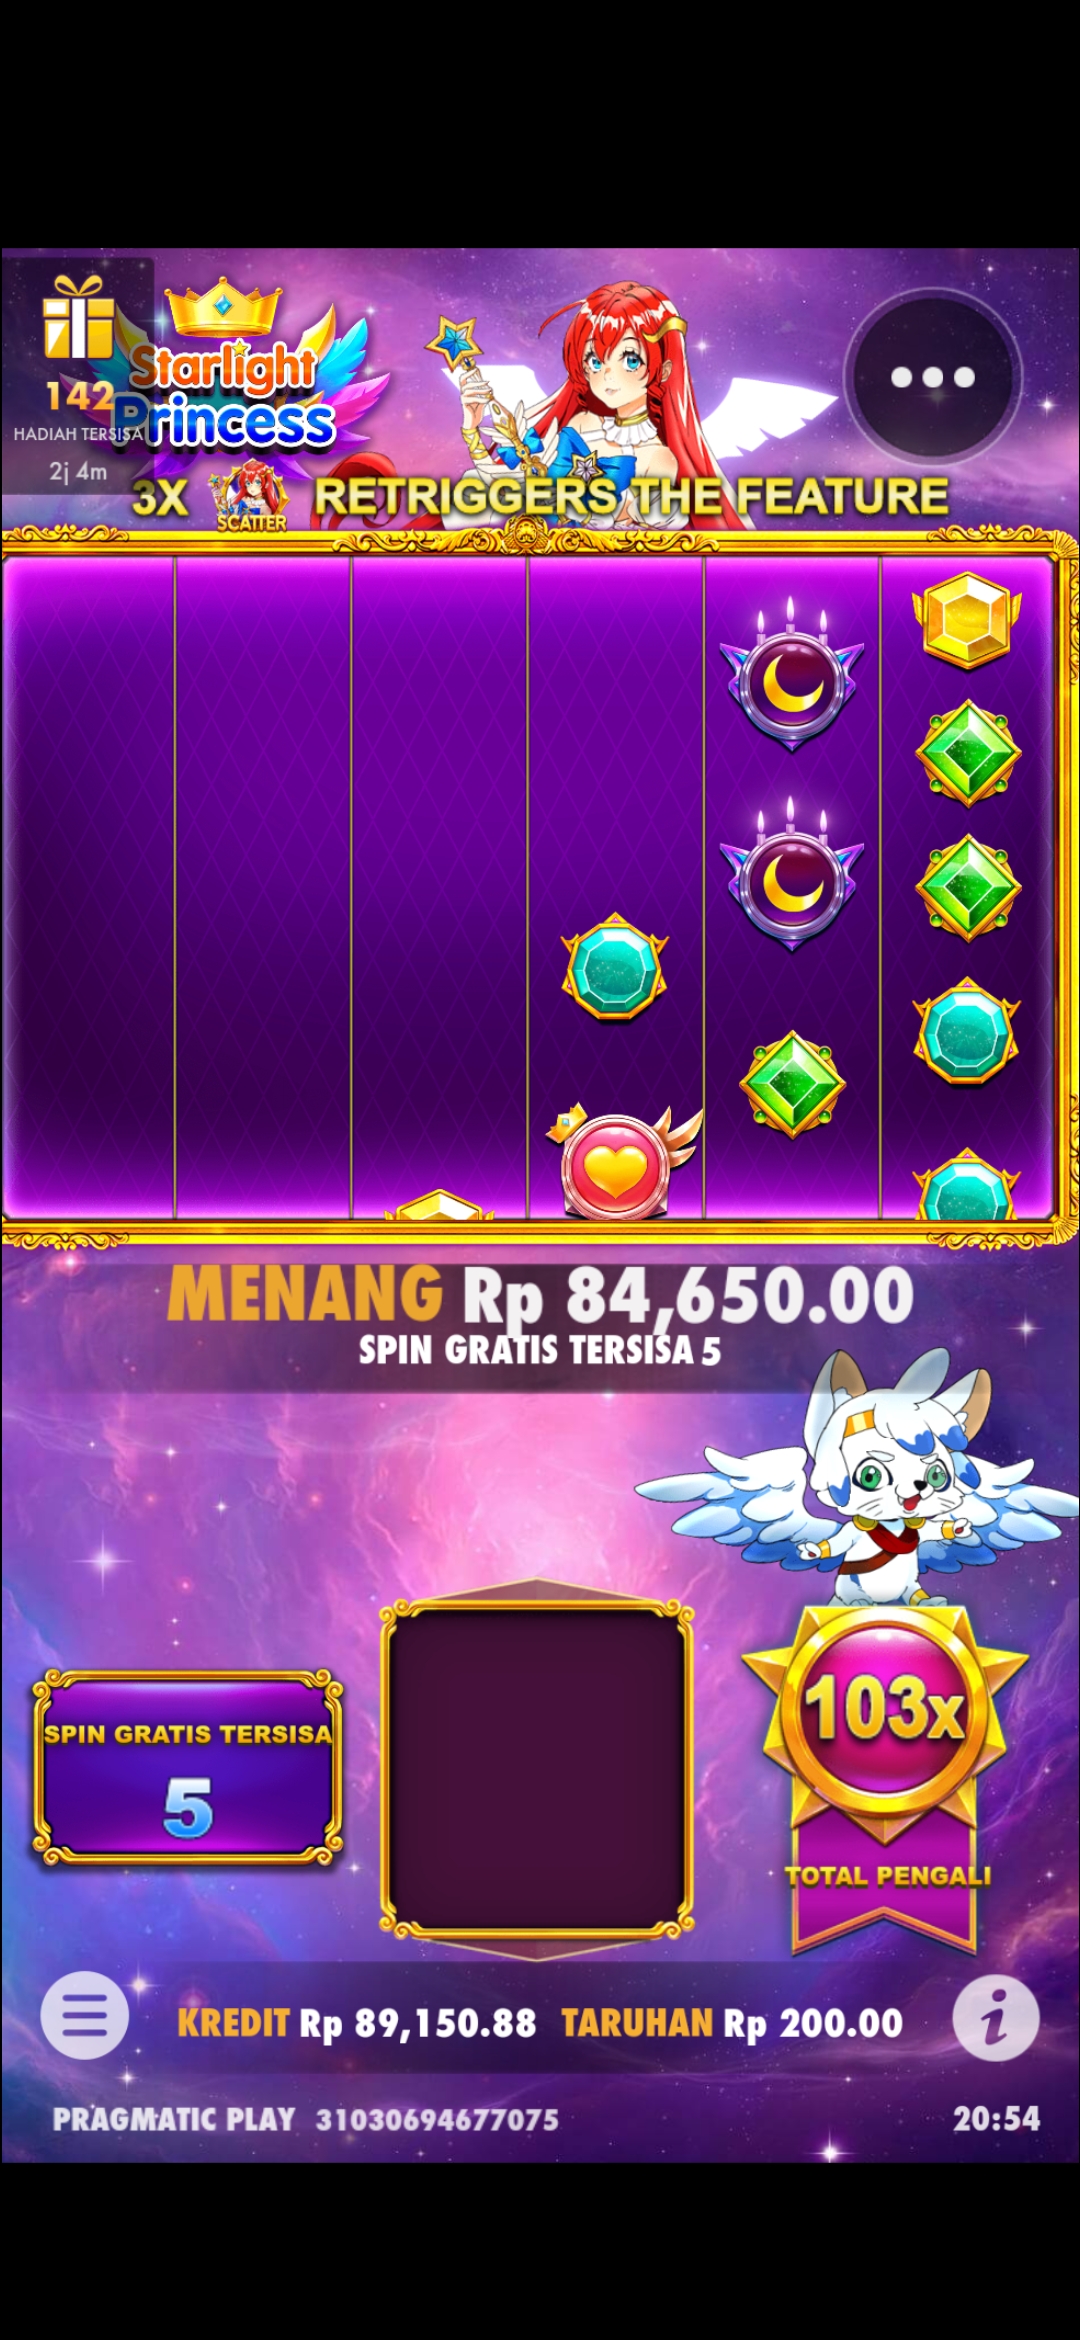 142
HADIAH TERSISA
2j 4m
Starlight
Princess
3X SCATTER RETRIGGERS THE FEATURE
MENANG Rp 84,650.00
SPIN GRATIS TERSISA 5
SPIN GRATIS TERSISA
5
103x
TOTAL PENGALI
KREDIT Rp 89,150.88 TARUHAN Rp 200.00
i
PRAGMATIC PLAY 31030694677075 20:54